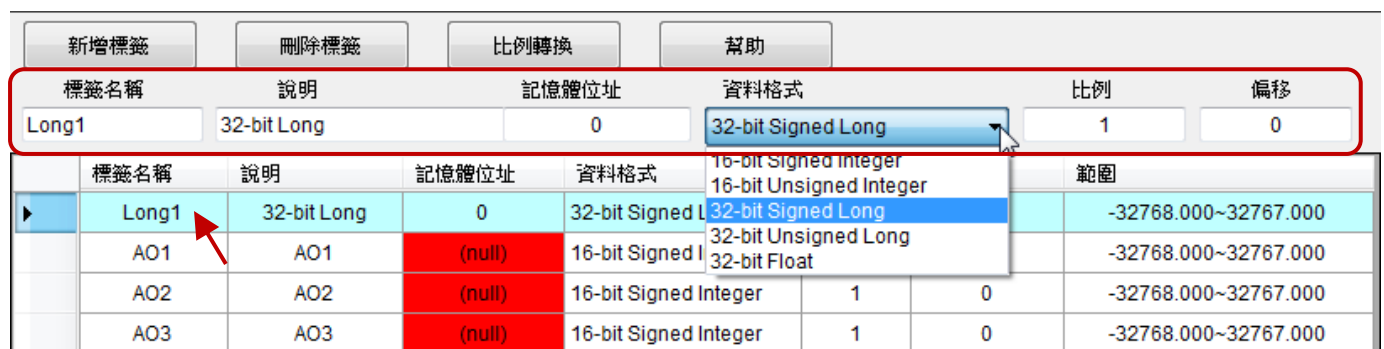 新增標籤 刪除標籤 比例轉換 幫助
標籤名稱 說明 記憶體位址 資料格式 比例 偏移
Long1 32-bit Long 0 32-bit Signed Long 1 0
標籤名稱 說明 記憶體位址 資料格式 範圍
16-bit Signed Integer
16-bit Unsigned Integer
32-bit Signed Long
32-bit Unsigned Long
32-bit Float
Long1 32-bit Long 0 32-bit Signed L -32768.000~32767.000
AO1 AO1 (null) 16-bit Signed I -32768.000~32767.000
AO2 AO2 (null) 16-bit Signed Integer 1 0 -32768.000~32767.000
AO3 AO3 (null) 16-bit Signed Integer 1 0 -32768.000~32767.000